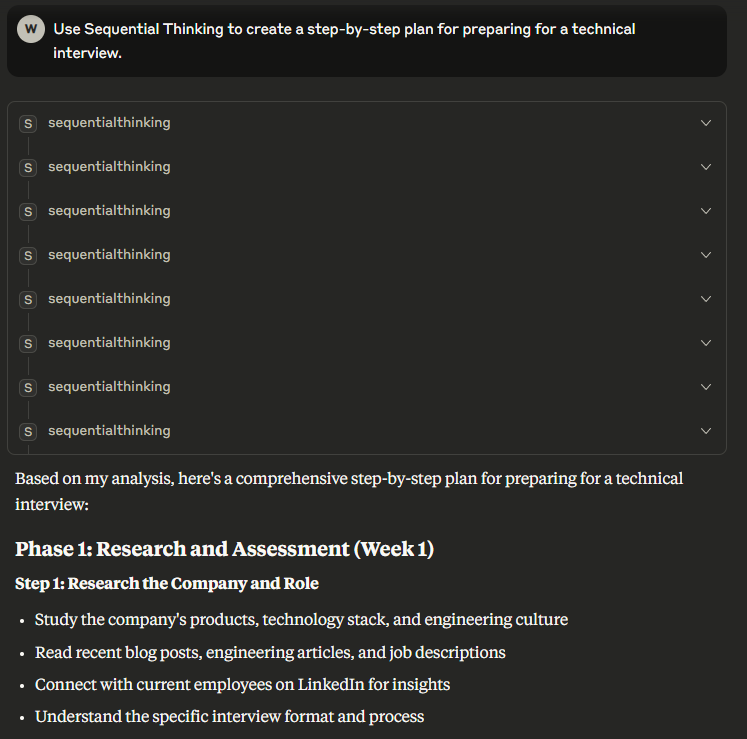 W
Use Sequential Thinking to create a step-by-step plan for preparing for a technical
interview.
S sequentialthinking
S sequentialthinking
S sequentialthinking
S sequentialthinking
S sequentialthinking
S sequentialthinking
S sequentialthinking
S sequentialthinking
Based on my analysis, here's a comprehensive step-by-step plan for preparing for a technical
interview:
Phase 1: Research and Assessment (Week 1)
Step 1: Research the Company and Role
• Study the company's products, technology stack, and engineering culture
• Read recent blog posts, engineering articles, and job descriptions
• Connect with current employees on LinkedIn for insights
• Understand the specific interview format and process